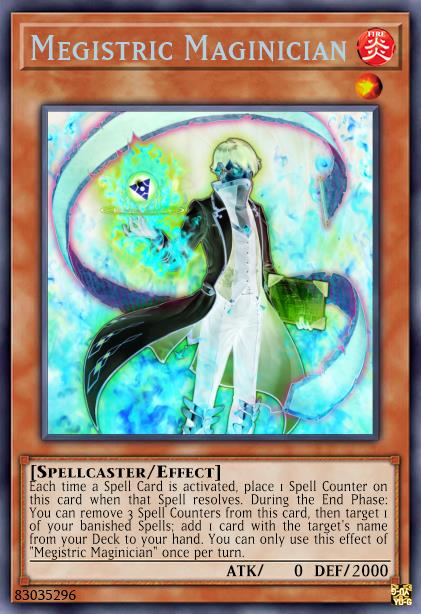 MEGISTRIC MAGINICIAN
FIRE
炎
[SPELLCASTER/EFFECT]
Each time a Spell Card is activated, place 1 Spell Counter on
this card when that Spell resolves. During the End Phase:
You can remove 3 Spell Counters from this card, then target 1
of your banished Spells; add 1 card with the target's name
from your Deck to your hand. You can only use this effect of
"Megistric Maginician" once per turn.
ATK/ 0 DEF/2000
83035296